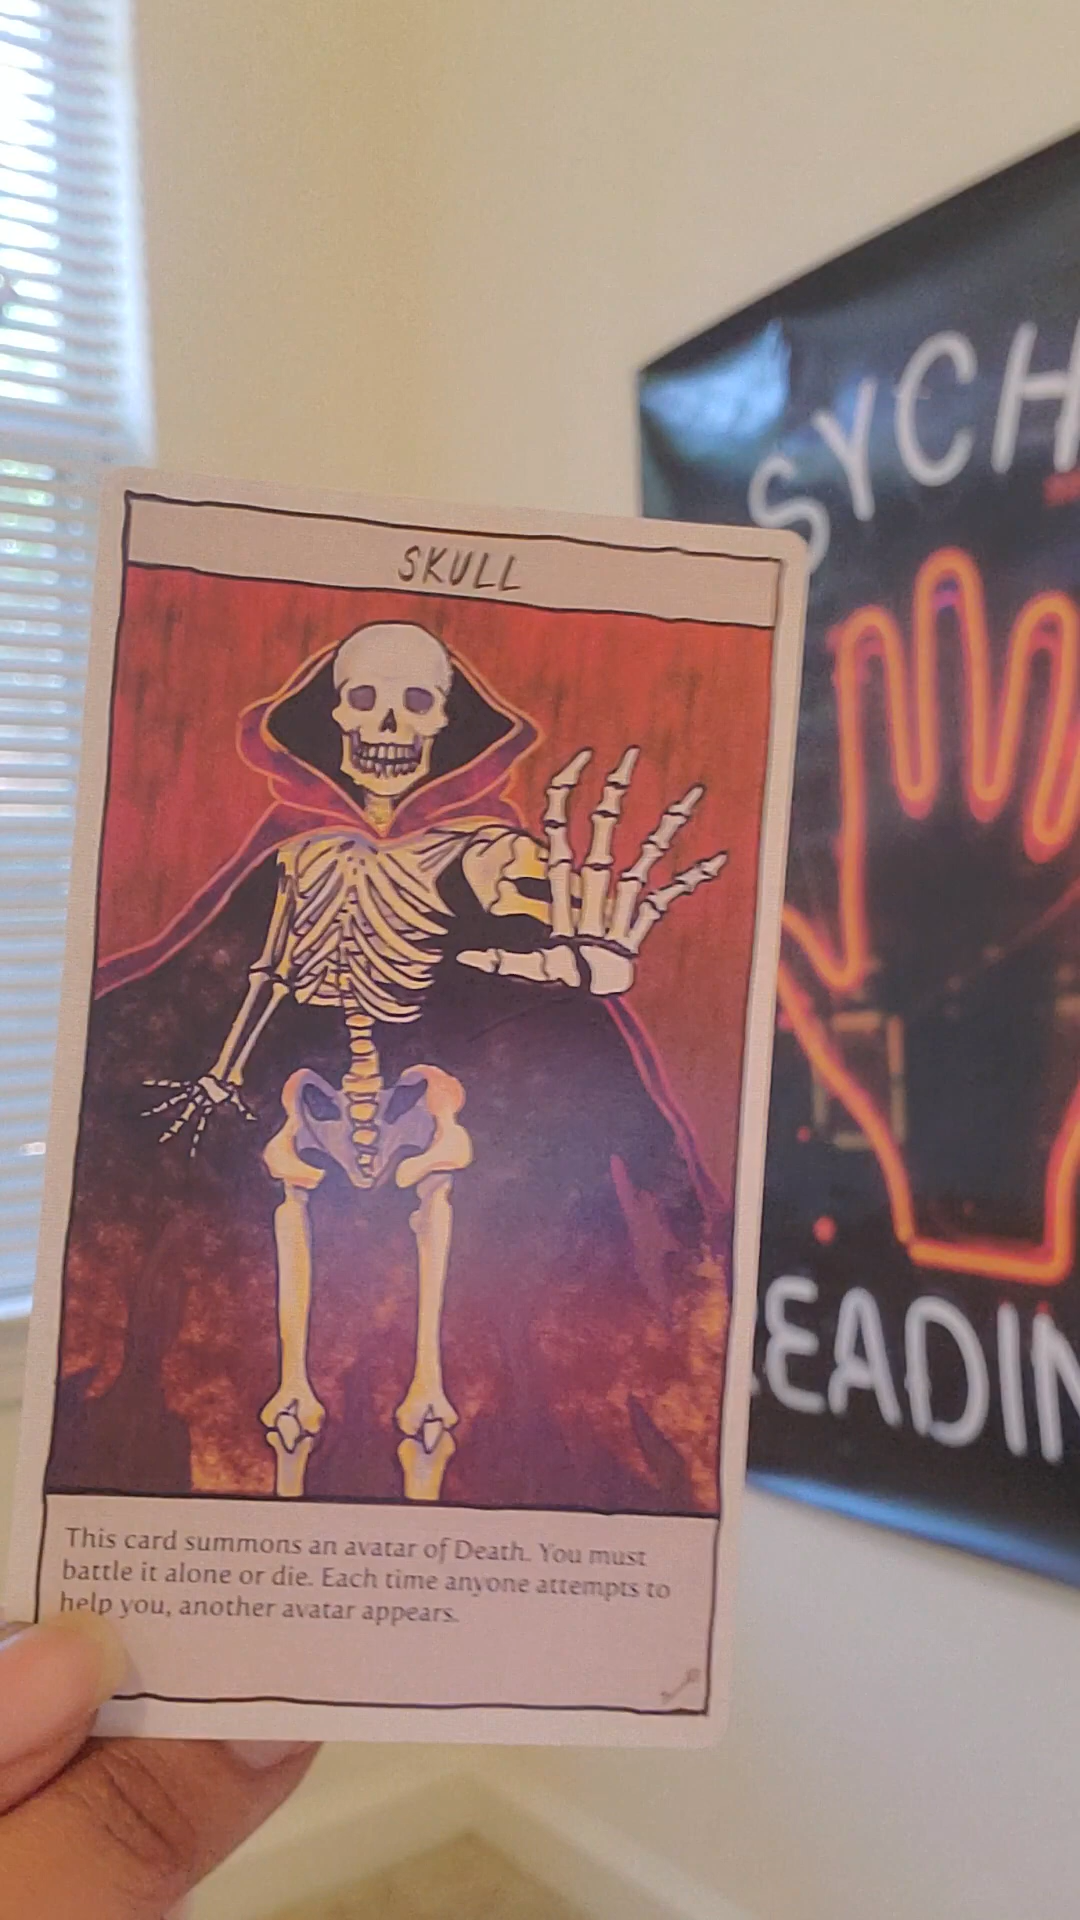 SKULL
SYCH
EADIN
This card summons an avatar of Death. You must
battle it alone or die. Each time anyone attempts to
help you, another avatar appears.